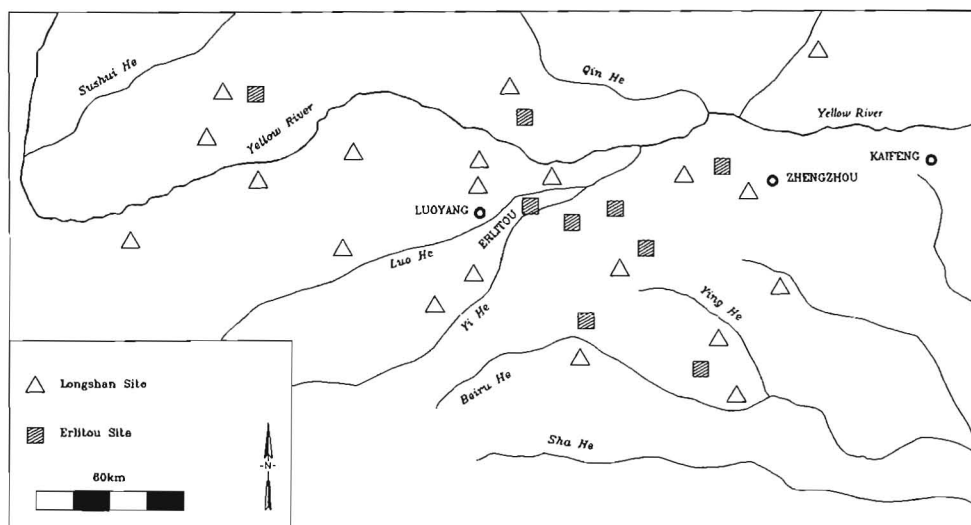 Sushui He
Qin He
Yellow River
Yellow River
KAIFENG
ZHENGZHOU
LUOYANG
ERLITOU
Luo He
Yi He
Ying He
Beiru He
Sha He
Longshan Site
Erlitou Site
-N-
60km